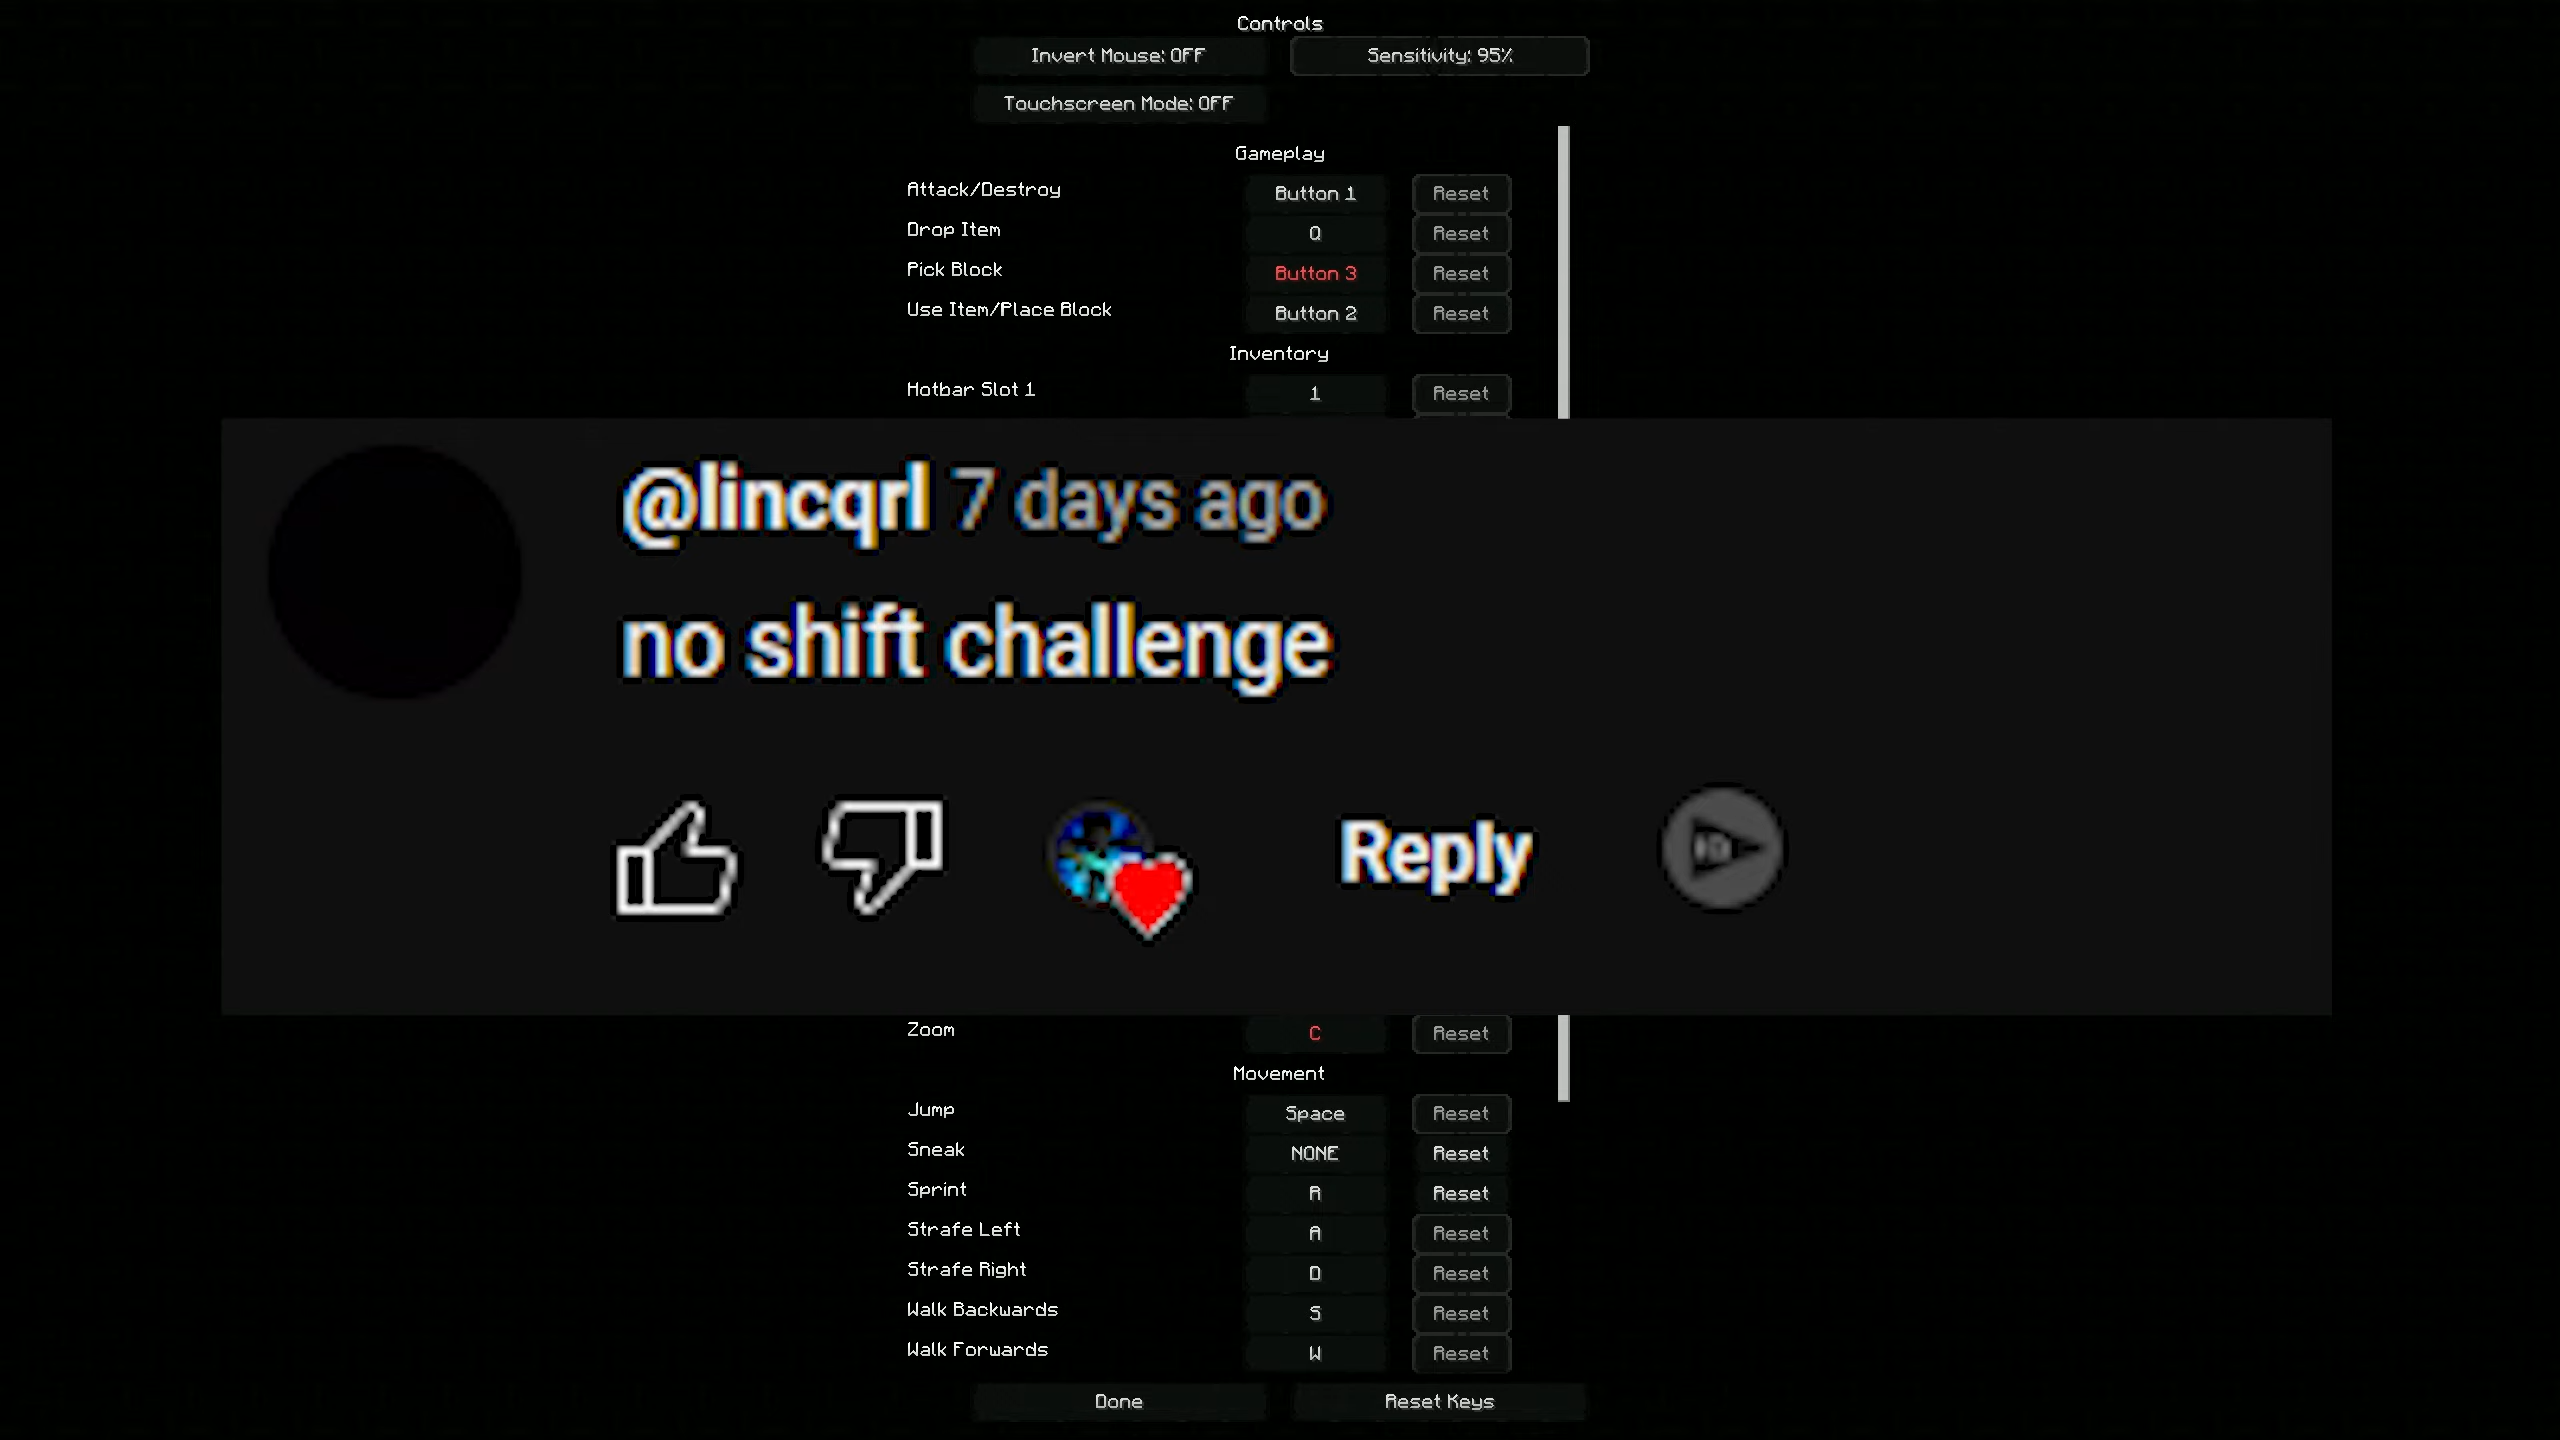 Controls
Invert Mouse: OFF Sensitivity: 95%
Touchscreen Mode: OFF
Gameplay
Attack/Destroy Button 1 Reset
Drop Item Q Reset
Pick Block Button 3 Reset
Use Item/Place Block Button 2 Reset
Inventory
Hotbar Slot 1 1 Reset
@lincqrl 7 days ago
no shift challenge
Reply
Zoom C Reset
Movement
Jump Space Reset
Sneak NONE Reset
Sprint R Reset
Strafe Left A Reset
Strafe Right D Reset
Walk Backwards S Reset
Walk Forwards W Reset
Done Reset Keys